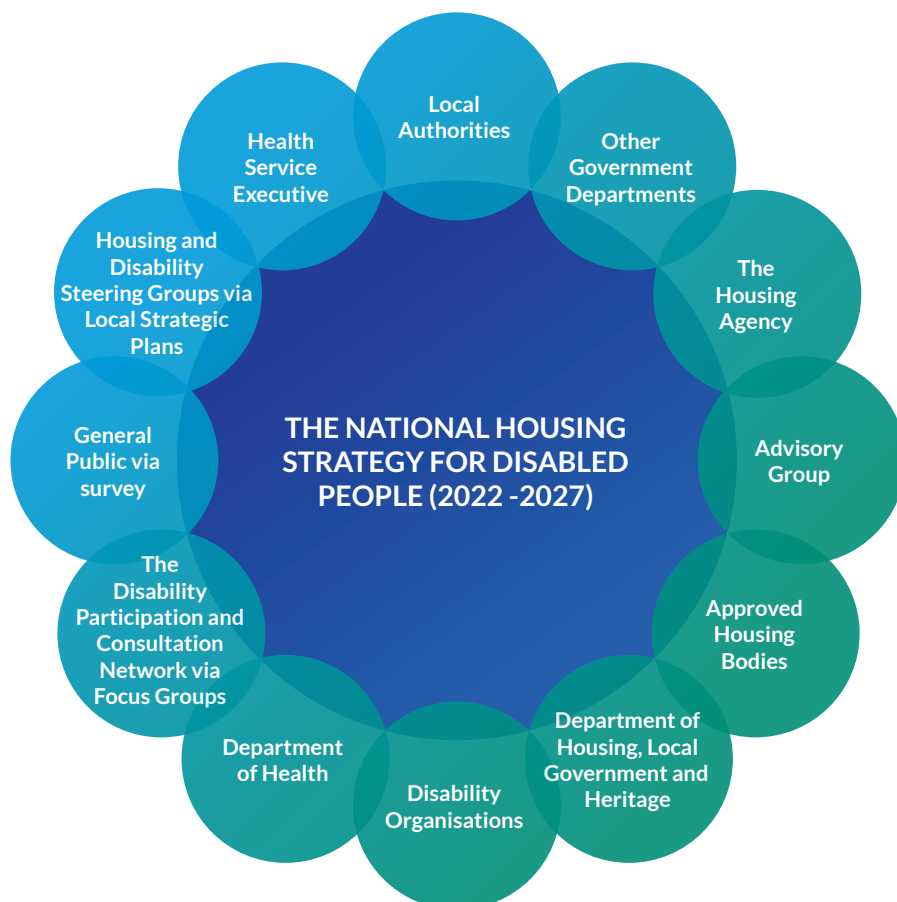 Local
Authorities
Other
Government
Departments
The
Housing
Agency
Advisory
Group
Approved
Housing
Bodies
Department of
Housing, Local
Government and
Heritage
Disability
Organisations
Department
of Health
The
Disability
Participation and
Consultation
Network via
Focus Groups
General
Public via
survey
Housing and
Disability
Steering Groups via
Local Strategic
Plans
Health
Service
Executive
THE NATIONAL HOUSING
STRATEGY FOR DISABLED
PEOPLE (2022 -2027)